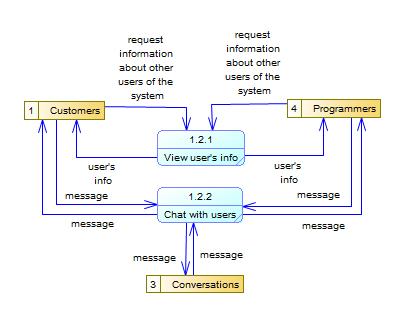 request
information
about other
users of the
system
request
information
about other
users of the
system
1 Customers
4 Programmers
1.2.1
View user's info
user's
info
user's
info
message
message
1.2.2
Chat with users
message
message
message
message
3 Conversations